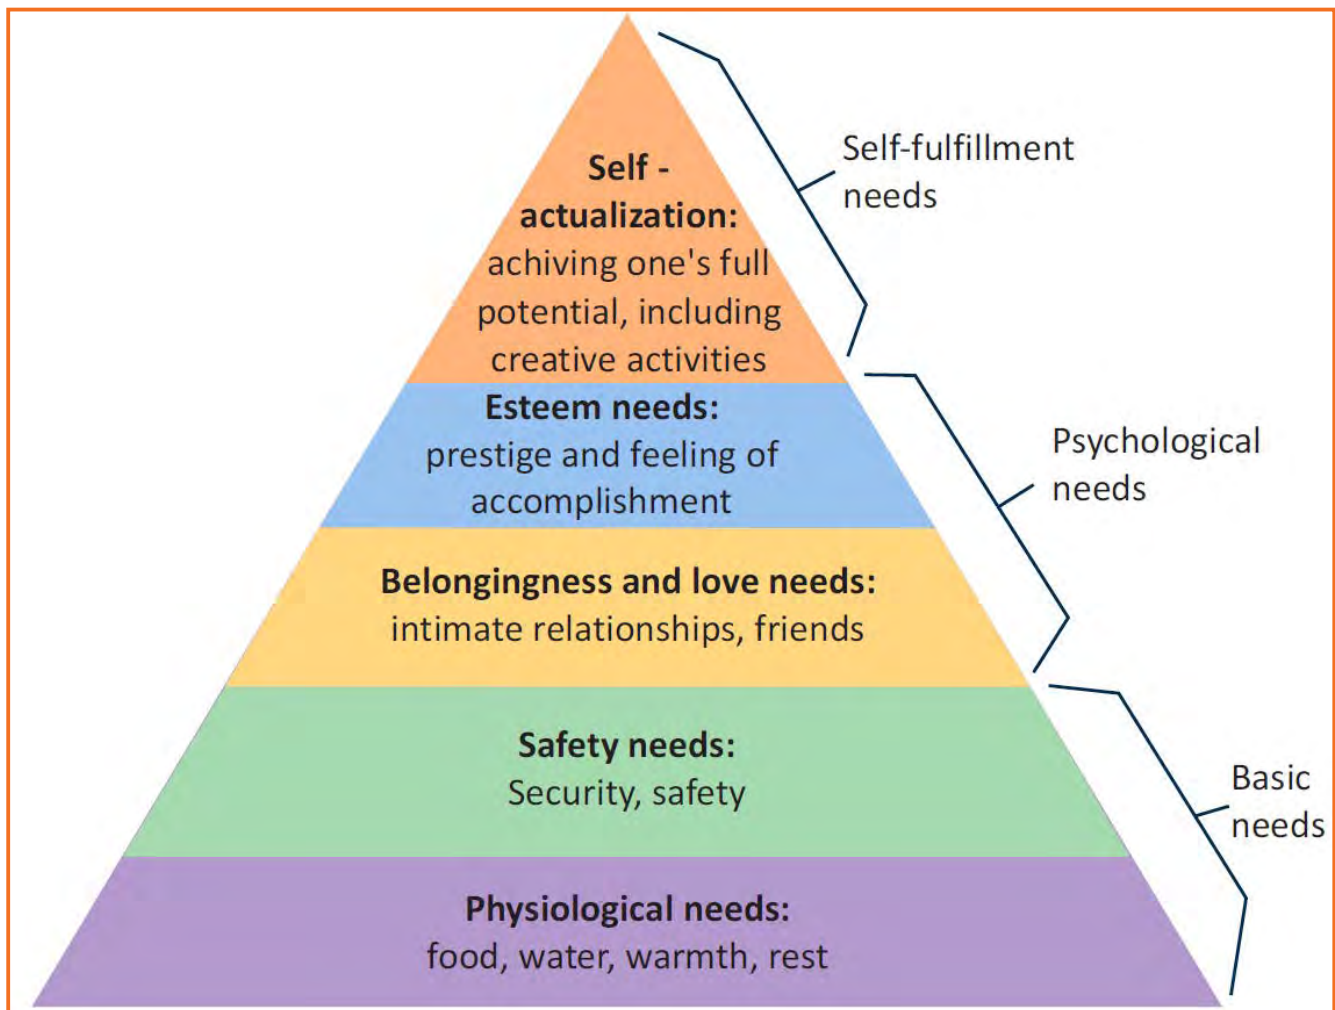 Self -
actualization:
achiving one's full
potential, including
creative activities
Self-fulfillment
needs
Esteem needs:
prestige and feeling of
accomplishment
Psychological
needs
Belongingness and love needs:
intimate relationships, friends
Safety needs:
Security, safety
Basic
needs
Physiological needs:
food, water, warmth, rest